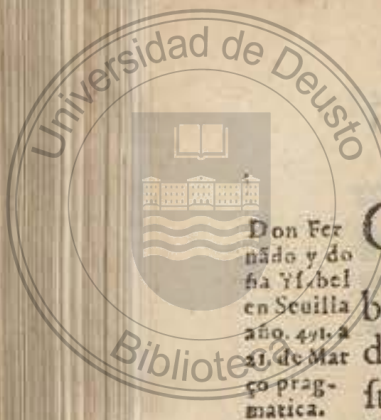 Universidad de Deusto
Biblioteca
Don Fer
nãdo y do
ña Ysabel
en Seuilla
año. 491. a
21. de Mar
ço prag-
matica.